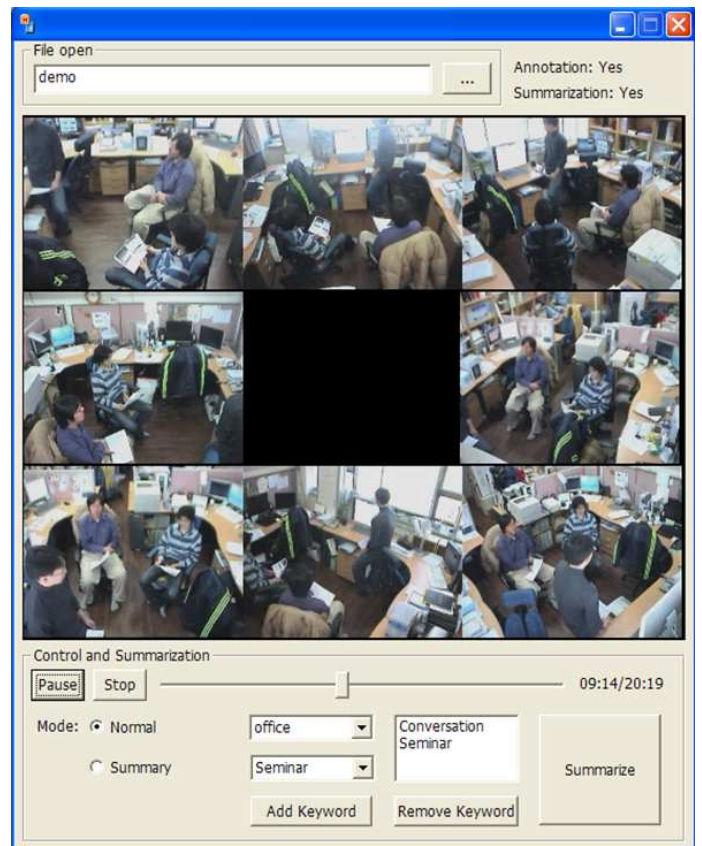 File open
demo
...
Annotation: Yes
Summarization: Yes
Control and Summarization
Pause
Stop
09:14/20:19
Mode:
Normal
office
Conversation
Seminar
Summary
Seminar
Summarize
Add Keyword
Remove Keyword